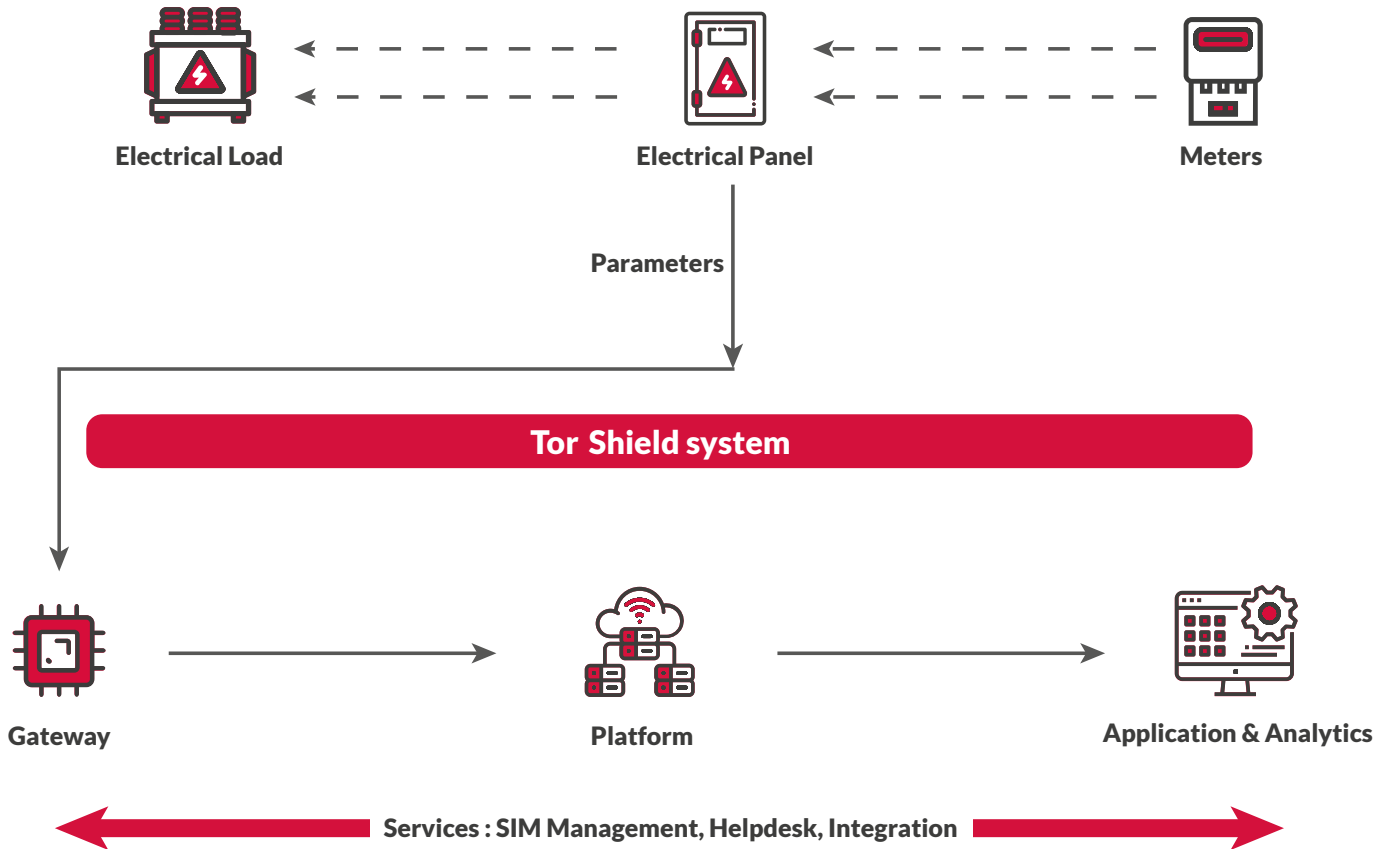 Electrical Load
Electrical Panel
Meters
Parameters
Tor Shield system
Gateway
Platform
Application & Analytics
Services : SIM Management, Helpdesk, Integration